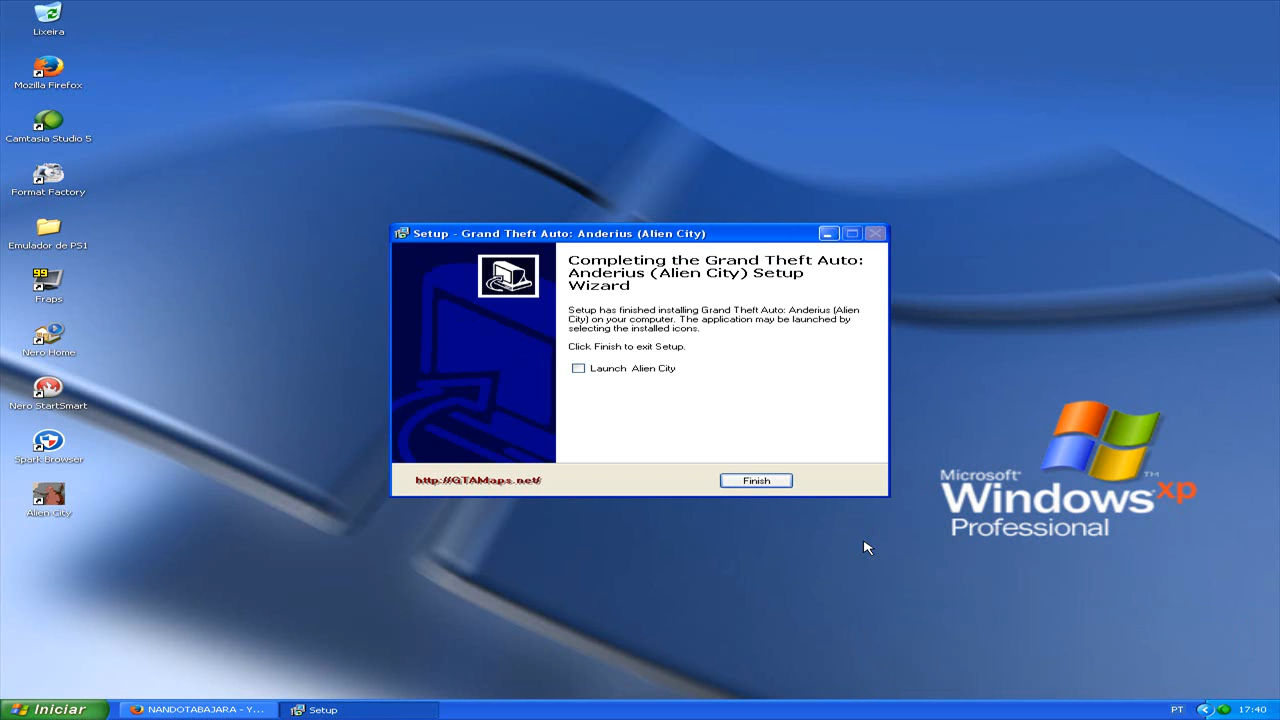 Lixeira
Mozilla Firefox
Camtasia Studio 5
Format Factory
Emulador de PS1
99
Fraps
Nero Home
Nero StartSmart
Spark Browser
Alien City
Setup - Grand Theft Auto: Anderius (Alien City)
Completing the Grand Theft Auto:
Anderius (Alien City) Setup
Wizard
Setup has finished installing Grand Theft Auto: Anderius (Alien
City) on your computer. The application may be launched by
selecting the installed icons.
Click Finish to exit Setup.
Launch Alien City
http://GTAMaps.net/
Finish
Microsoft
Windows xp
TM
Professional
Iniciar
NANDOTABAJARA - Y...
Setup
PT
17:40